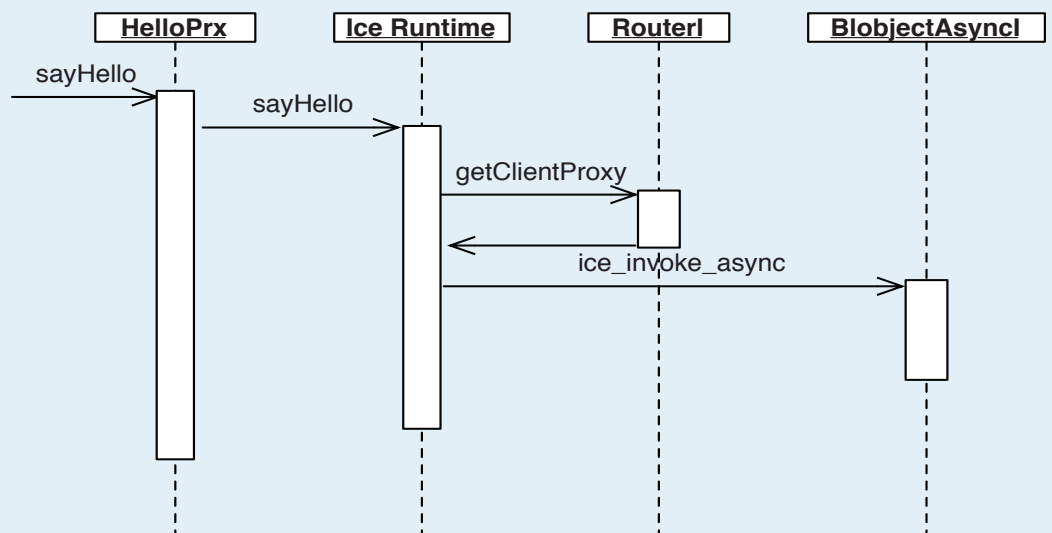 HelloPrx
Ice Runtime
RouterI
BlobjectAsyncI
sayHello
sayHello
getClientProxy
ice_invoke_async